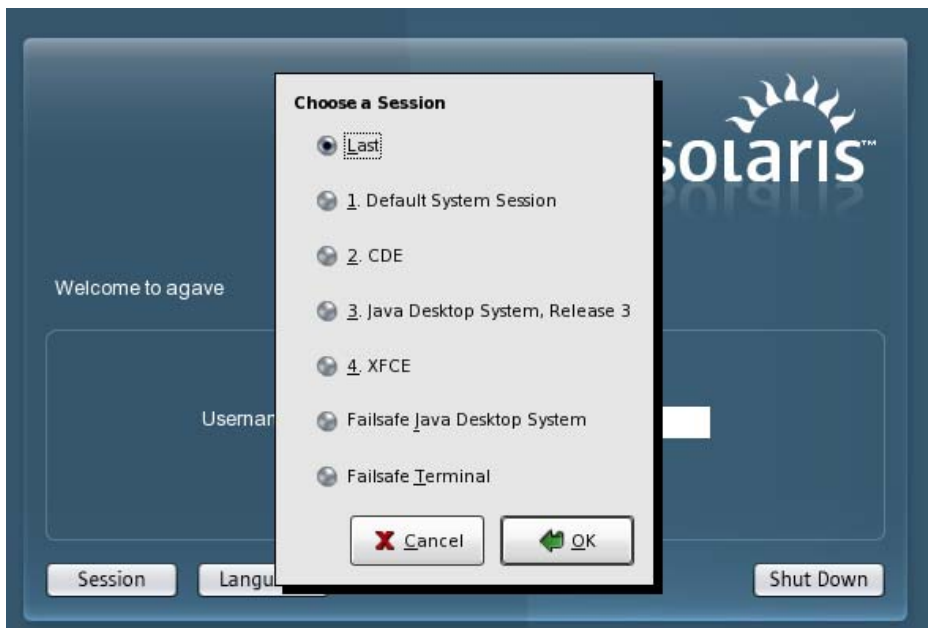 Choose a Session
Last
1. Default System Session
2. CDE
3. Java Desktop System, Release 3
4. XFCE
Failsafe Java Desktop System
Failsafe Terminal
Cancel
OK
solaris™
Welcome to agave
Session
Shut Down